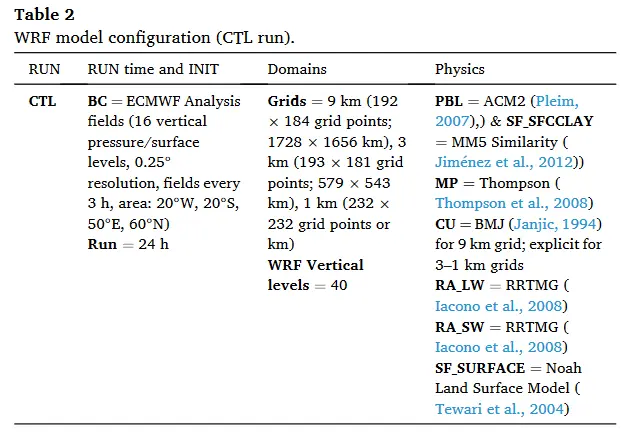 Table 2
WRF model configuration (CTL run).
RUN
RUN time and INIT
Domains
Physics
CTL
BC = ECMWF Analysis
fields (16 vertical
pressure/surface
levels, 0.25°
resolution, fields every
3 h, area: 20°W, 20°S,
50°E, 60°N)
Run = 24 h
Grids = 9 km (192
× 184 grid points;
1728 × 1656 km), 3
km (193 × 181 grid
points; 579 × 543
km), 1 km (232 ×
232 grid points or
km)
WRF Vertical
levels = 40
PBL = ACM2 (Pleim,
2007),) & SF_SFCCLAY
= MM5 Similarity (
Jiménez et al., 2012))
MP = Thompson (
Thompson et al., 2008)
CU = BMJ (Janjic, 1994)
for 9 km grid; explicit for
3–1 km grids
RA_LW = RRTMG (
Iacono et al., 2008)
RA_SW = RRTMG (
Iacono et al., 2008)
SF_SURFACE = Noah
Land Surface Model (
Tewari et al., 2004)